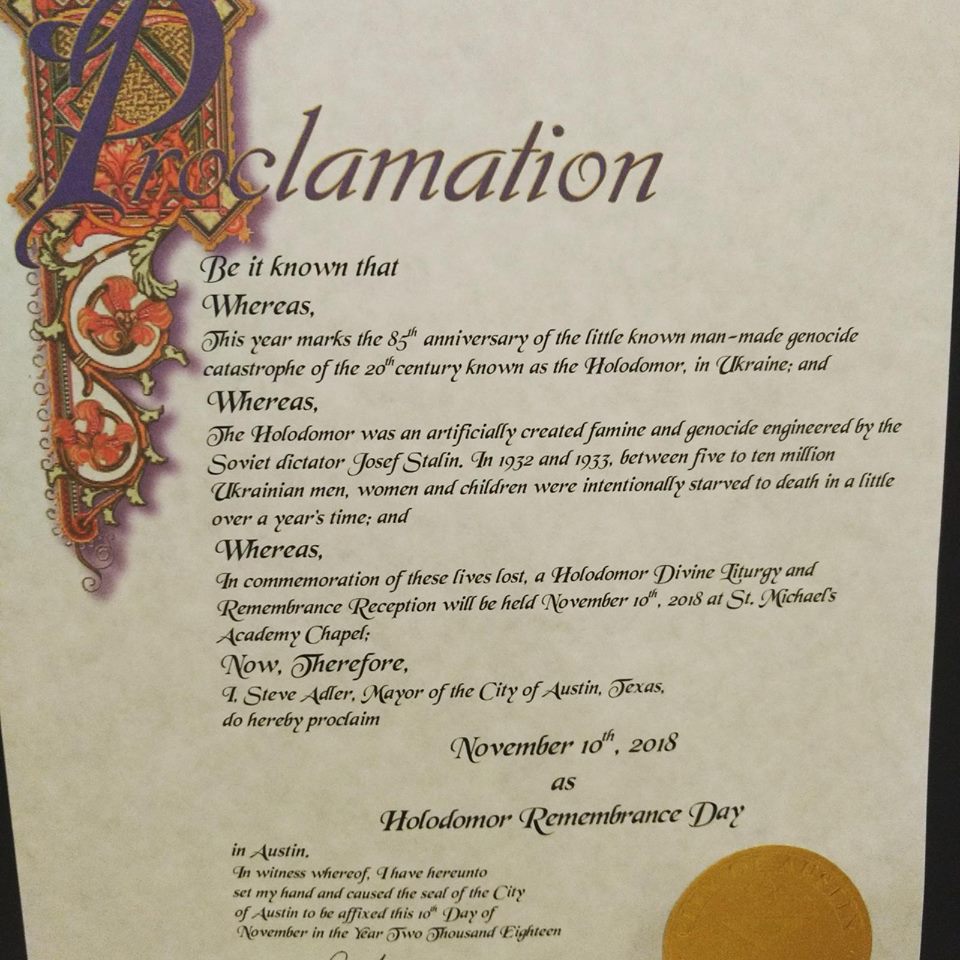 Proclamation
Be it known that
Whereas,
This year marks the 85th anniversary of the little known man-made genocide
catastrophe of the 20th century known as the Holodomor, in Ukraine; and
Whereas,
The Holodomor was an artificially created famine and genocide engineered by the
Soviet dictator Josef Stalin. In 1932 and 1933, between five to ten million
Ukrainian men, women and children were intentionally starved to death in a little
over a year's time; and
Whereas,
In commemoration of these lives lost, a Holodomor Divine Liturgy and
Remembrance Reception will be held November 10th, 2018 at St. Michael's
Academy Chapel;
Now, Therefore,
I, Steve Adler, Mayor of the City of Austin, Texas,
do hereby proclaim
November 10th, 2018
as
Holodomor Remembrance Day
in Austin.
In witness whereof, I have hereunto
set my hand and caused the seal of the City
of Austin to be affixed this 10th Day of
November in the Year Two Thousand Eighteen